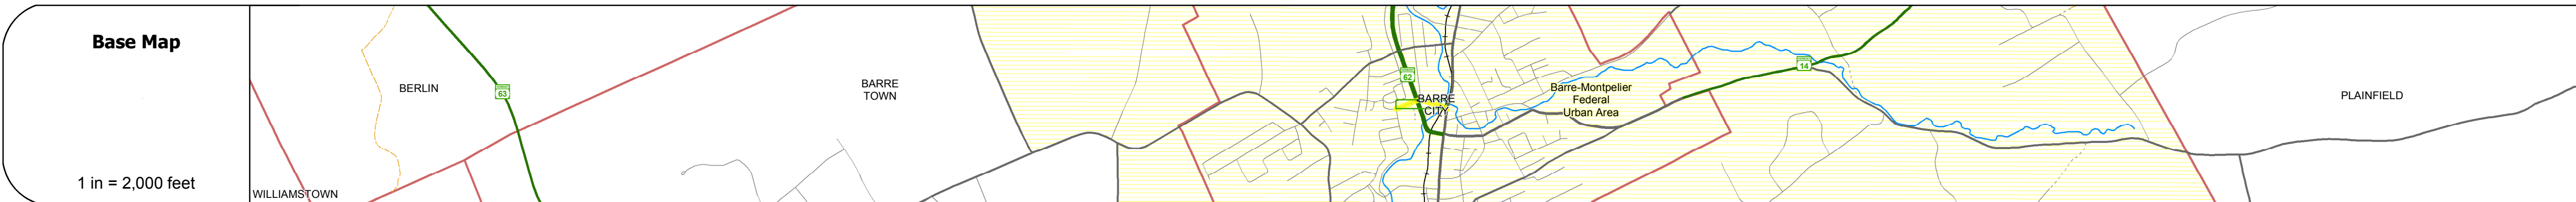 Base Map
1 in = 2,000 feet
BERLIN
63
WILLIAMSTOWN
BARRE
TOWN
62
BARRE
CITY
Barre-Montpelier
Federal
Urban Area
14
PLAINFIELD